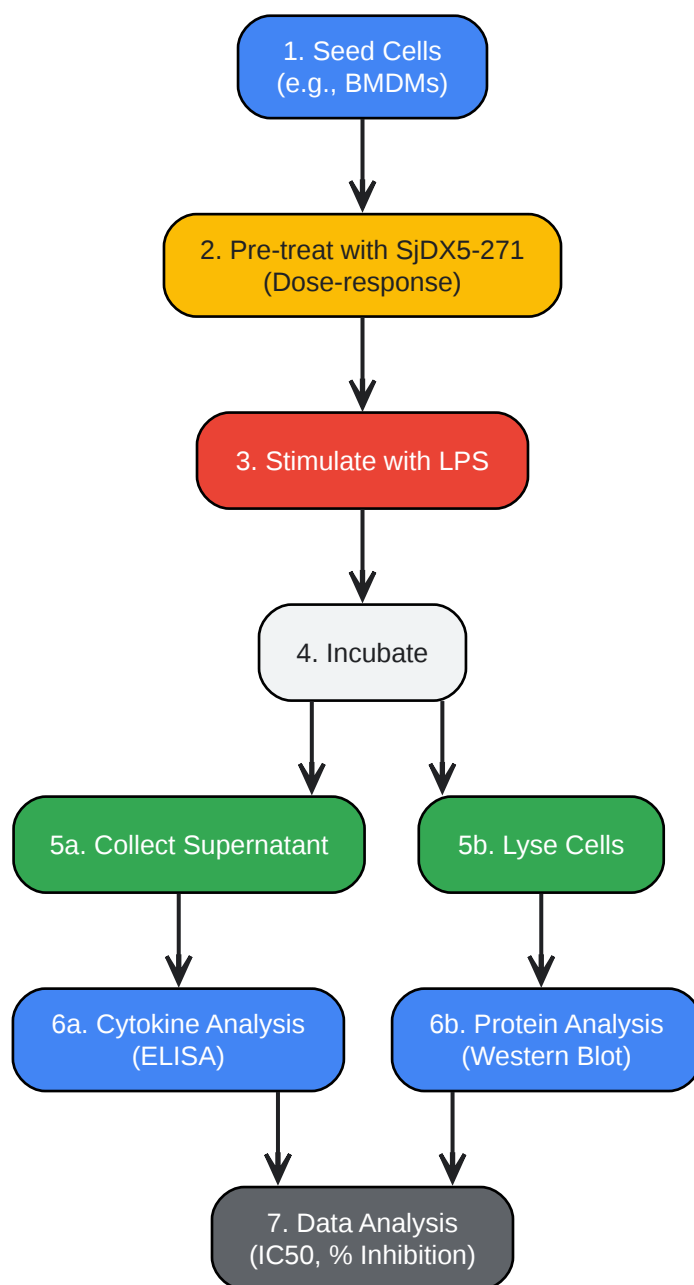 1. Seed Cells
(e.g., BMDMs)
2. Pre-treat with SjDX5-271
(Dose-response)
3. Stimulate with LPS
4. Incubate
5a. Collect Supernatant
5b. Lyse Cells
6a. Cytokine Analysis
(ELISA)
6b. Protein Analysis
(Western Blot)
7. Data Analysis
(IC50, % Inhibition)